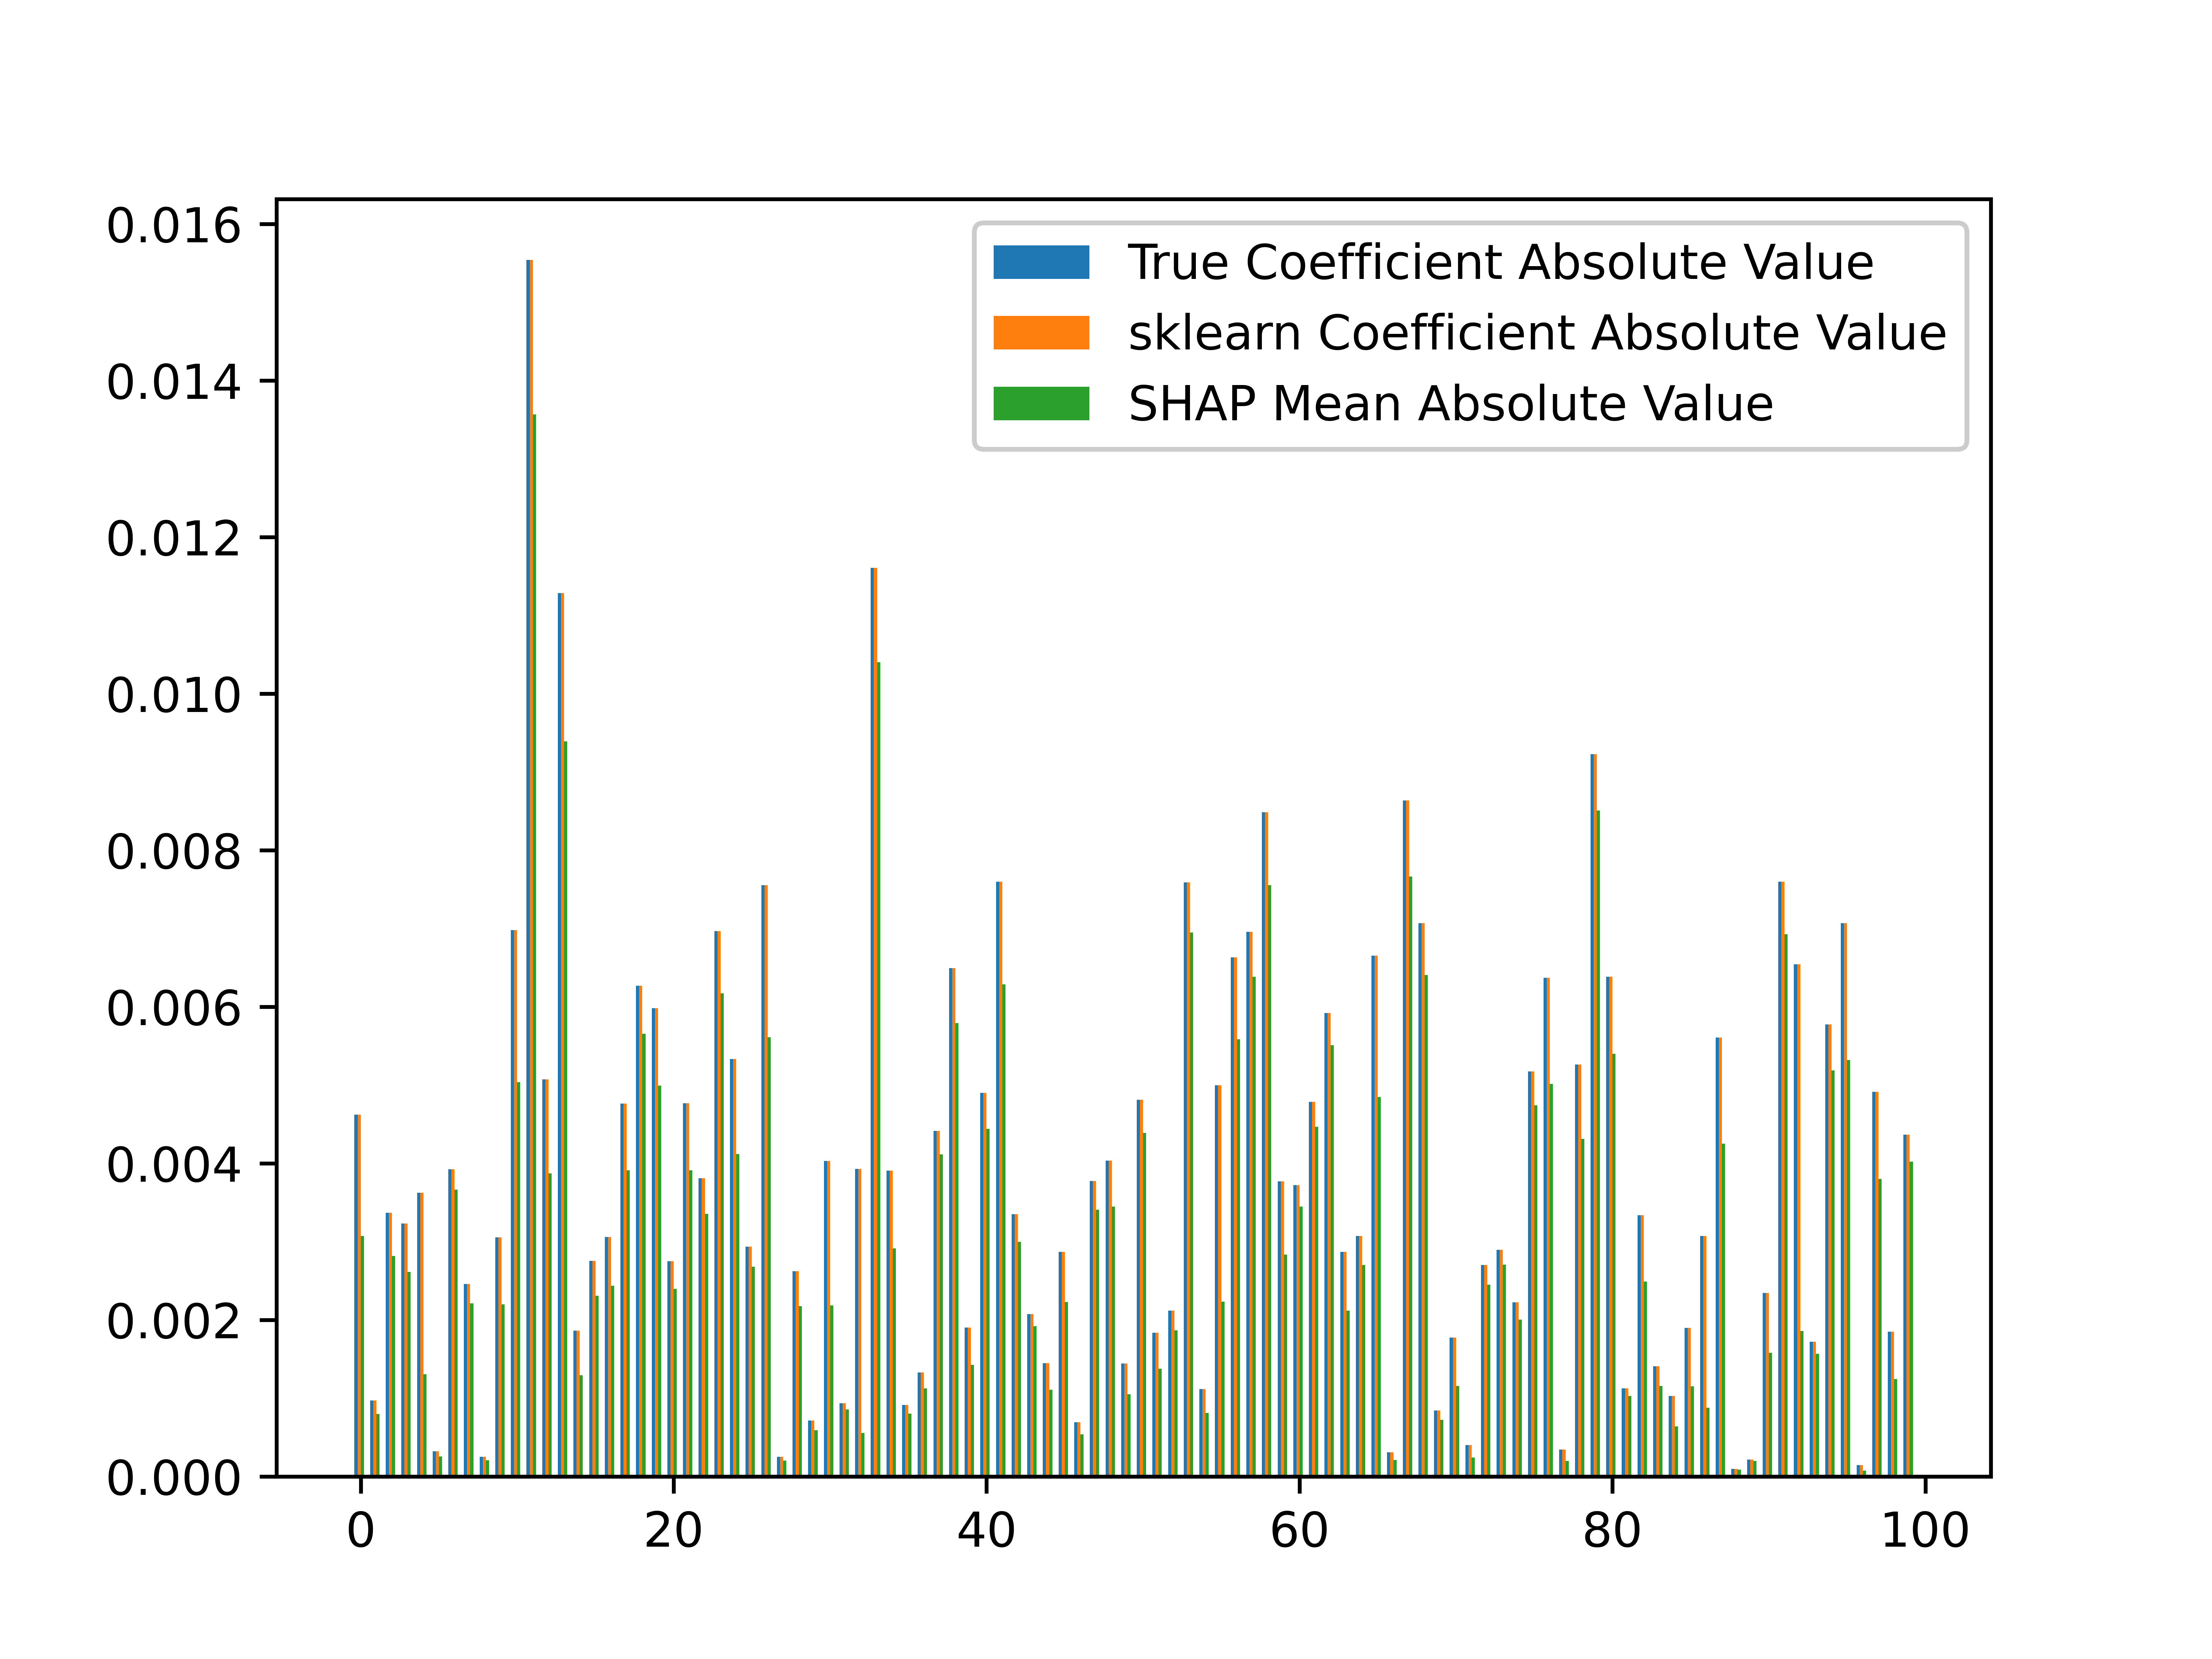 0.016
0.014
0.012
0.010
0.008
0.006
0.004
0.002
0.000
True Coefficient Absolute Value
sklearn Coefficient Absolute Value
SHAP Mean Absolute Value
0 20 40 60 80 100